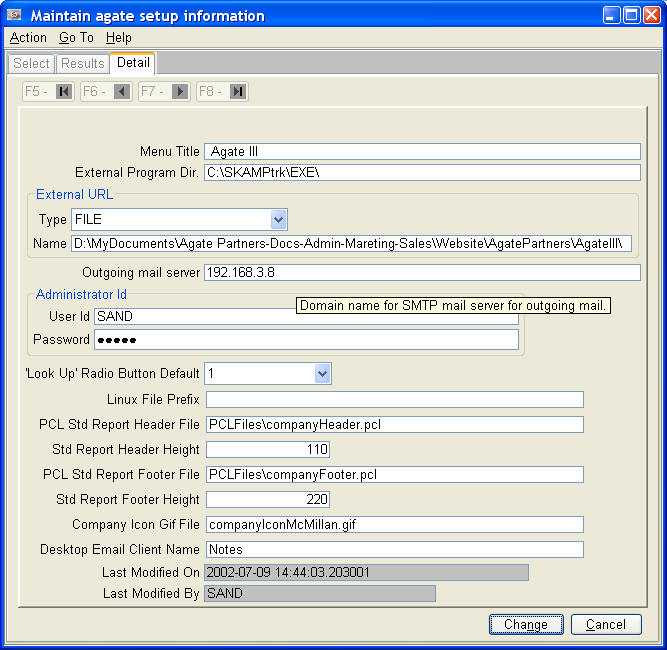 Maintain agate setup information
Action Go To Help
Select Results Detail
F5 - F6 - F7 - F8 -
Menu Title Agate III
External Program Dir. C:\SKAMPtrk\EXE\
External URL
Type FILE
Name D:\MyDocuments\Agate Partners-Docs-Admin-Mareting-Sales\Website\AgatePartners\AgateIII\
Outgoing mail server 192.168.3.8
Administrator Id
Domain name for SMTP mail server for outgoing mail.
User Id SAND
Password •••••
'Look Up' Radio Button Default 1
Linux File Prefix
PCL Std Report Header File PCLFiles\companyHeader.pcl
Std Report Header Height 110
PCL Std Report Footer File PCLFiles\companyFooter.pcl
Std Report Footer Height 220
Company Icon Gif File companyIconMcMillan.gif
Desktop Email Client Name Notes
Last Modified On 2002-07-09 14:44:03.203001
Last Modified By SAND
Change Cancel